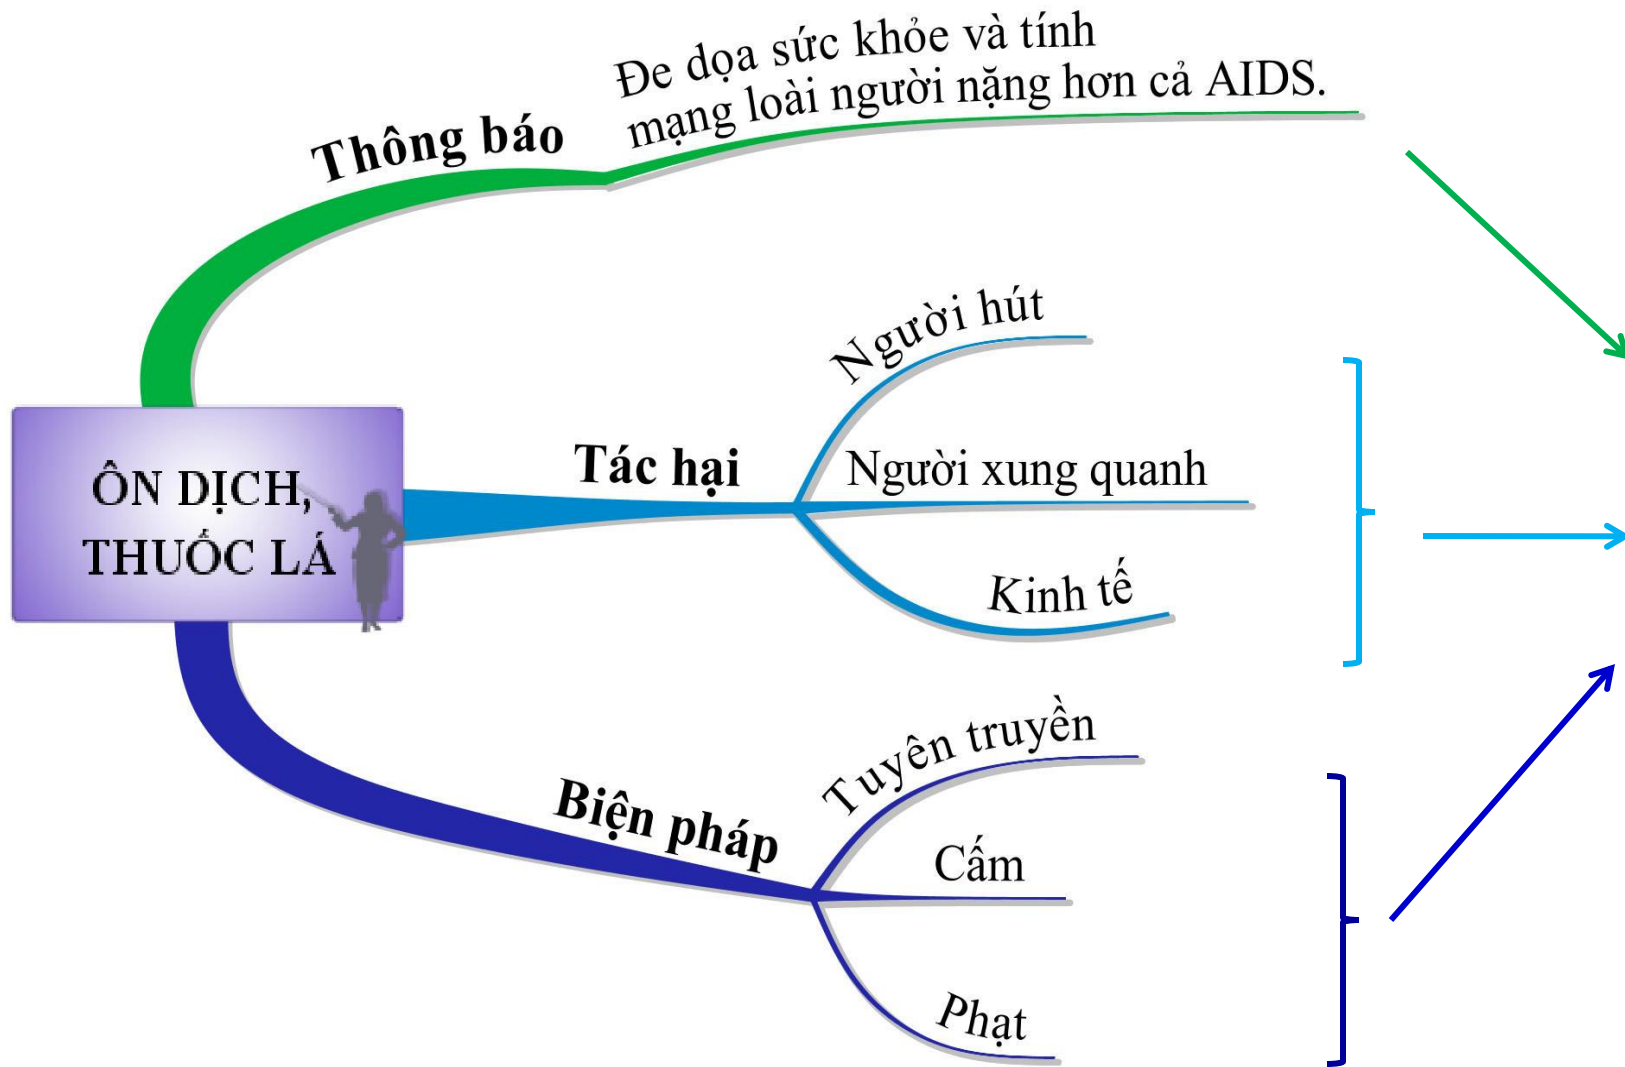 Đe dọa sức khỏe và tính
mạng loài người nặng hơn cả AIDS.
Thông báo
Người hút
Tác hại
Người xung quanh
Kinh tế
ÔN DỊCH,
THUỐC LÁ
Tuyên truyền
Biện pháp
Cấm
Phạt